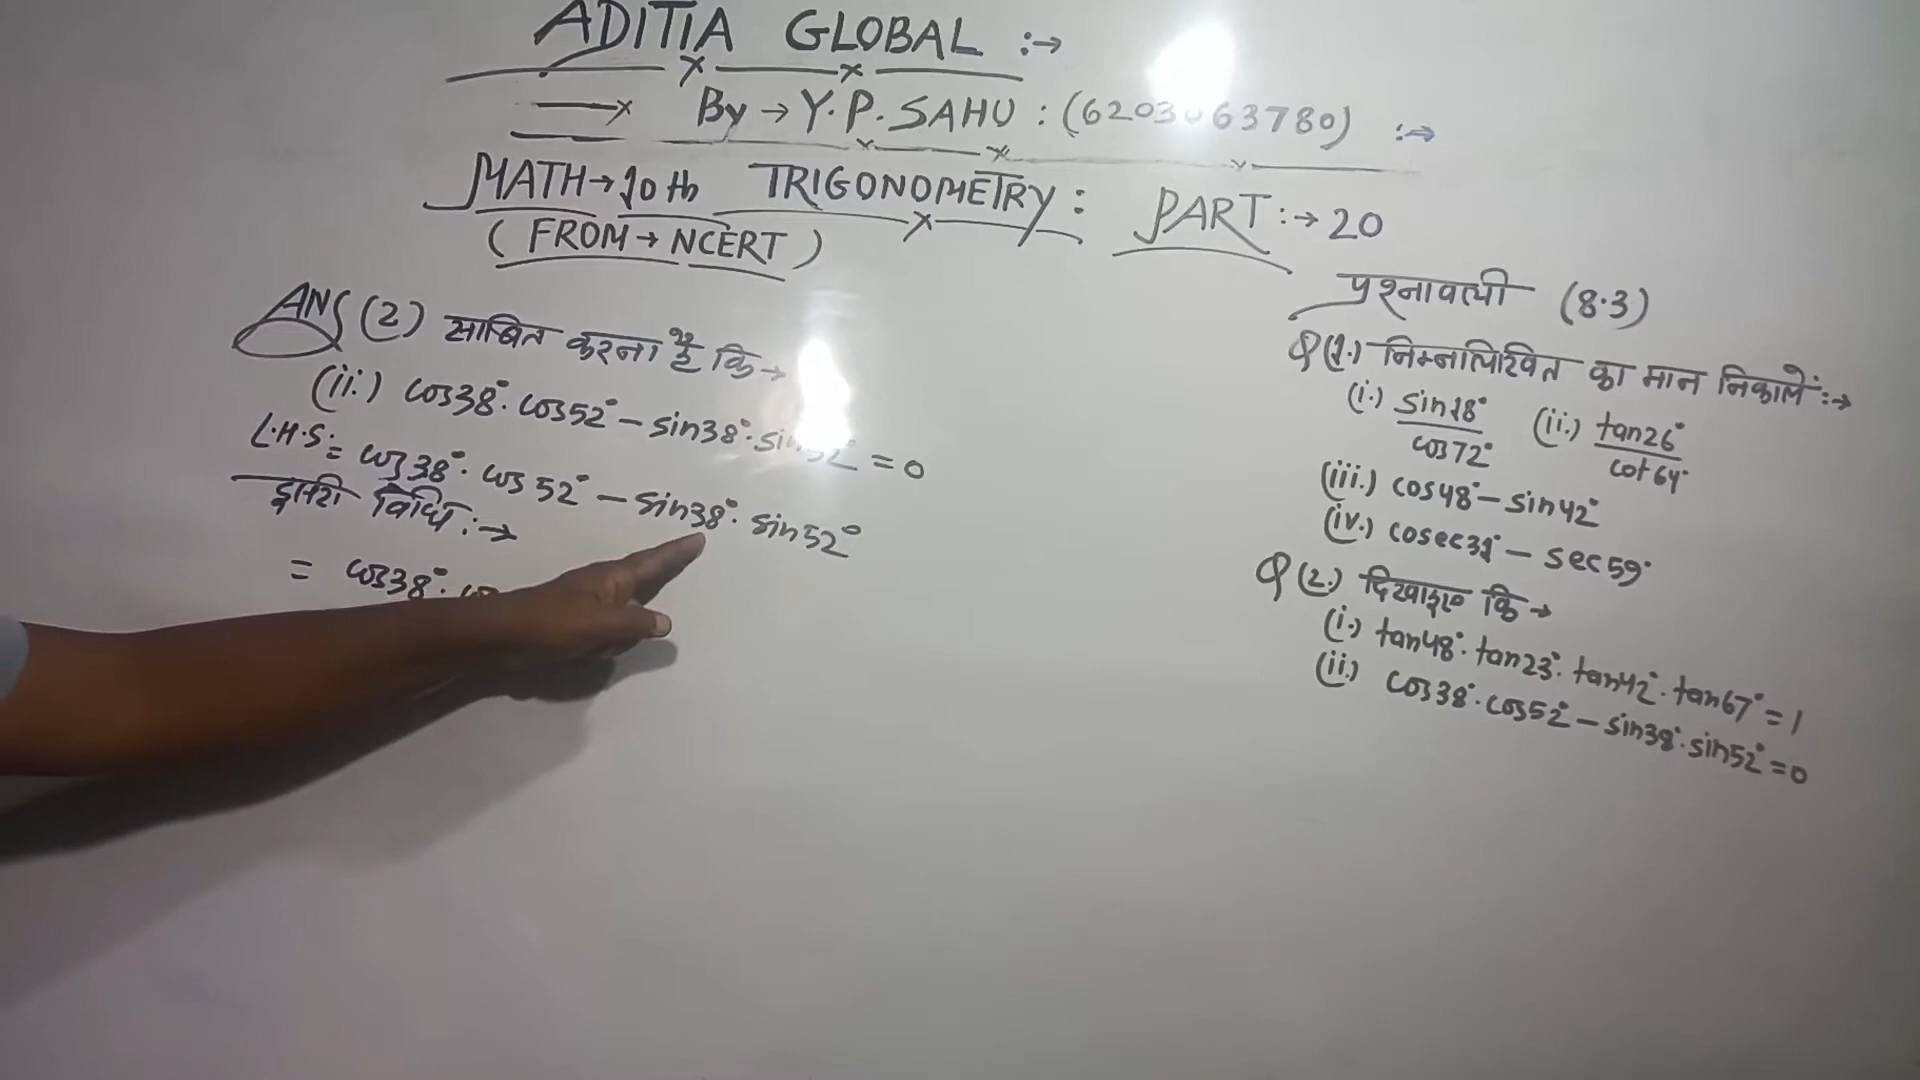 ADITIA GLOBAL :→
By → Y.P. SAHU : (6203063780) :→
MATH → 10th TRIGONOMETRY : PART :→ 20
(FROM → NCERT)
ANS (2) साबित करना है कि →
(ii.) cos38°. cos52° – sin38°. sin52° = 0
L.H.S = cos38°. cos52° – sin38°. sin52°
विधि :→
= cos38°.
प्रश्नावली (8.3)
Q(1.) निम्नलिखित का मान निकालें :→
(i.) sin18°/cos72° (ii.) tan26°/cot64°
(iii.) cos48° – sin42°
(iv.) cosec31° – sec59°
Q(2.) दिखाइए कि →
(i.) tan48°. tan23°. tan42°. tan67° = 1
(ii.) cos38°. cos52° – sin38°. sin52° = 0